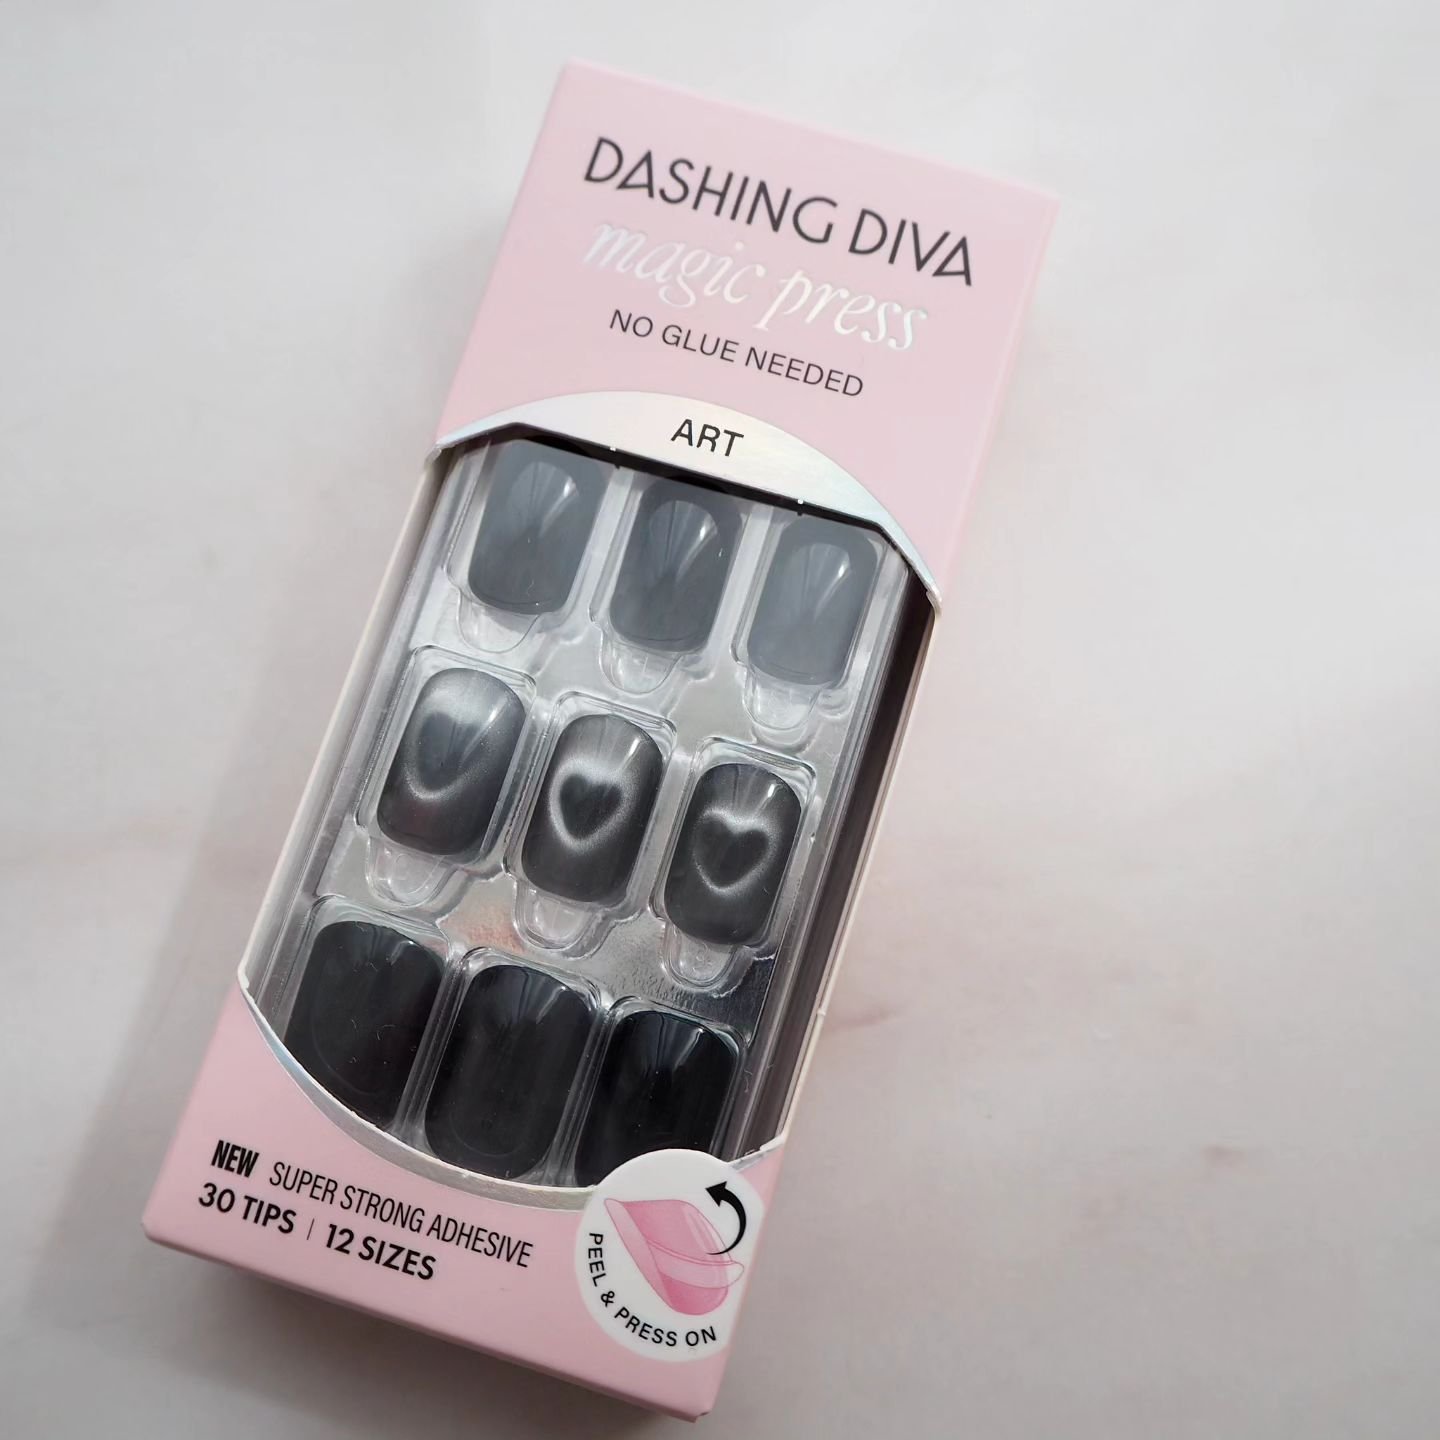 DASHING DIVA
magic press
NO GLUE NEEDED
ART
NEW SUPER STRONG ADHESIVE
30 TIPS | 12 SIZES
PEEL & PRESS ON